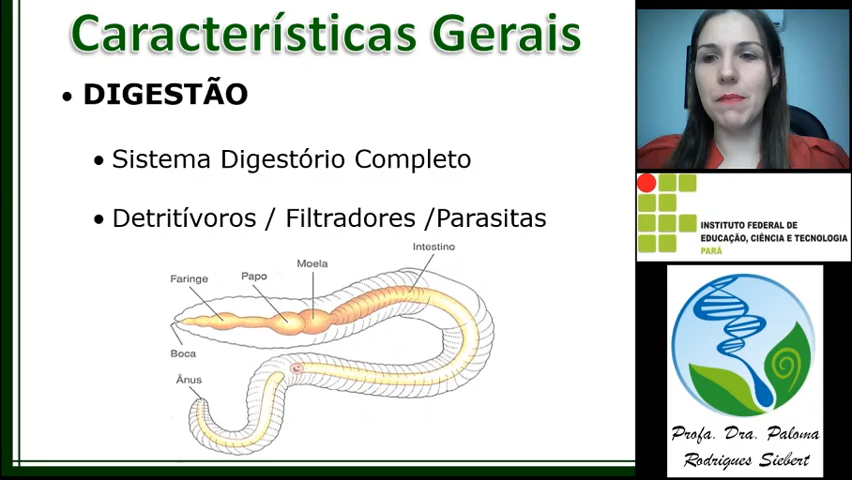 Características Gerais
• DIGESTÃO
• Sistema Digestório Completo
• Detritívoros / Filtradores /Parasitas
Intestino
Moela
Papo
Faringe
Boca
Ânus
INSTITUTO FEDERAL DE
EDUCAÇÃO, CIÊNCIA E TECNOLOGIA
PARÁ
Profa. Dra. Paloma
Rodrigues Siebert